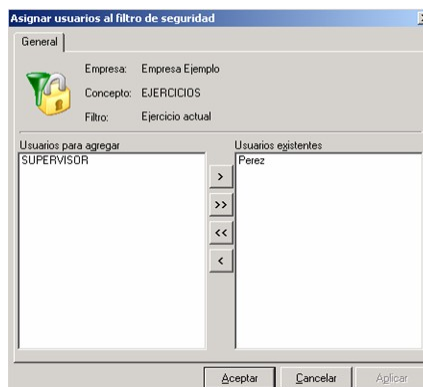 Asignar usuarios al filtro de seguridad
General
Empresa: Empresa Ejemplo
Concepto: EJERCICIOS
Filtro: Ejercicio actual
Usuarios para agregar
Usuarios existentes
SUPERVISOR
Perez
>
>>
<<
<
Aceptar
Cancelar
Aplicar